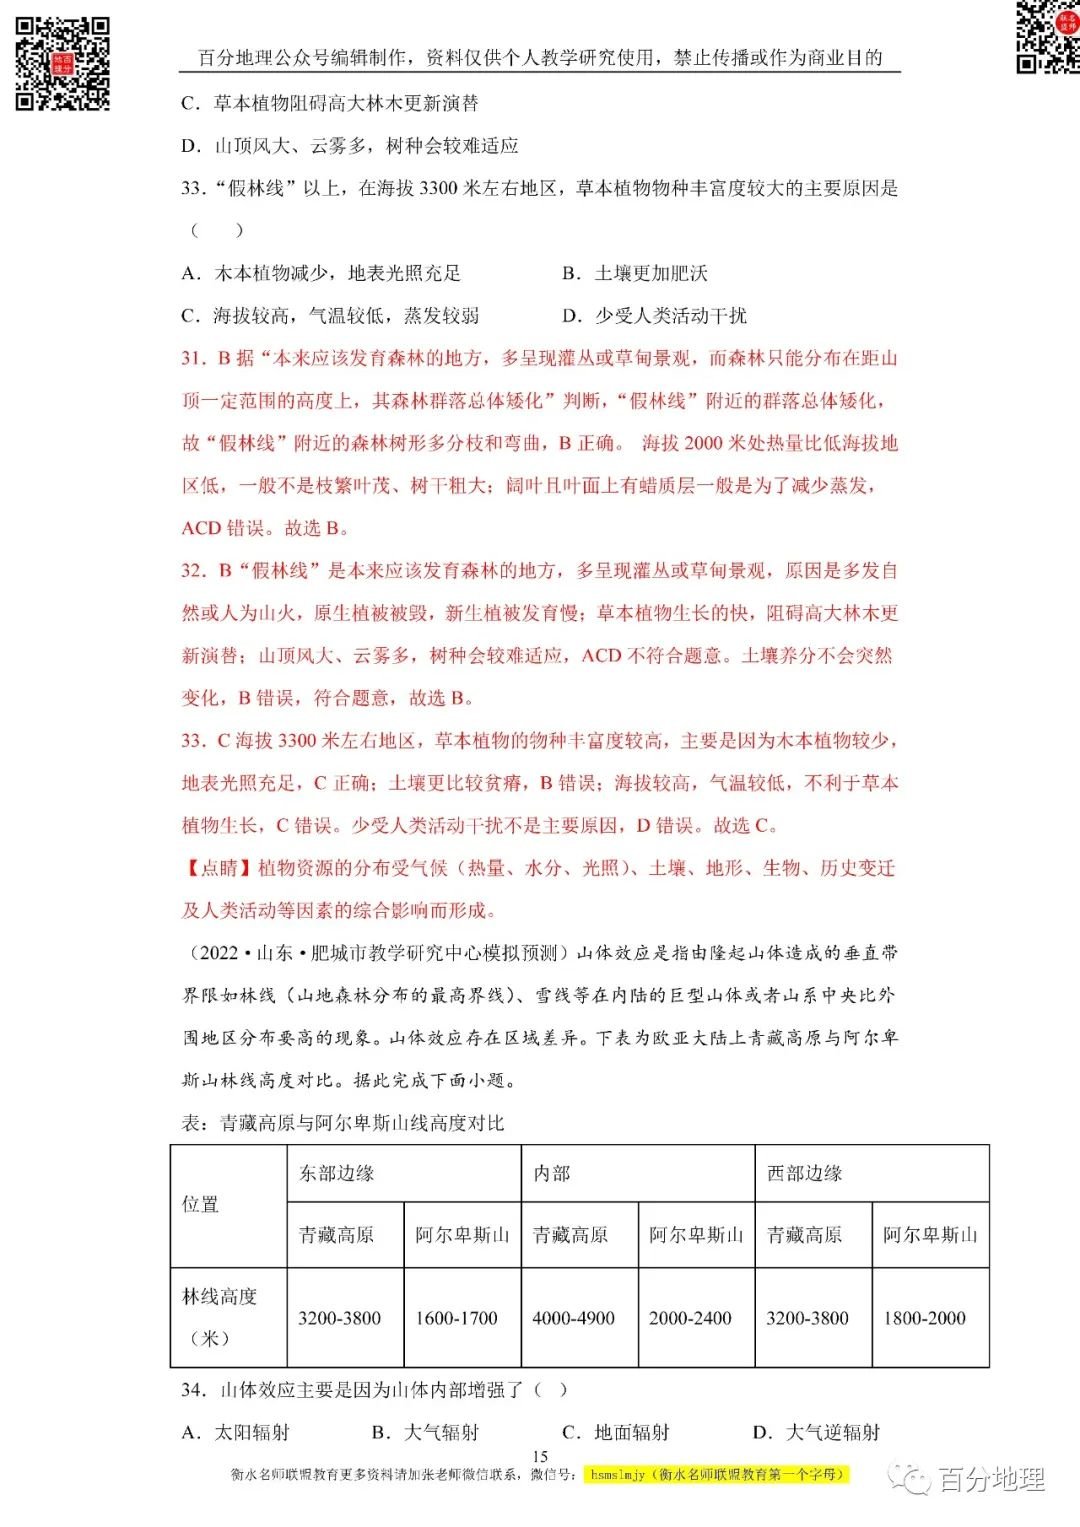 百分地理公众号编辑制作，资料仅供个人教学研究使用，禁止传播或作为商业目的
C．草本植物阻碍高大林木更新演替
D．山顶风大、云雾多，树种会较难适应
33．“假林线”以上，在海拔 3300 米左右地区，草本植物物种丰富度较大的主要原因是
（　　）
A．木本植物减少，地表光照充足 B．土壤更加肥沃
C．海拔较高，气温较低，蒸发较弱 D．少受人类活动干扰
31．B 据“本来应该发育森林的地方，多呈现灌丛或草甸景观，而森林只能分布在距山
顶一定范围的高度上，其森林群落总体矮化”判断，“假林线”附近的群落总体矮化，
故“假林线”附近的森林树形多分枝和弯曲，B 正确。 海拔 2000 米处热量比低海拔地
区低，一般不是枝繁叶茂、树干粗大；阔叶且叶面上有蜡质层一般是为了减少蒸发，
ACD 错误。故选 B。
32．B“假林线”是本来应该发育森林的地方，多呈现灌丛或草甸景观，原因是多发自
然或人为山火，原生植被被毁，新生植被发育慢；草本植物生长的快，阻碍高大林木更
新演替；山顶风大、云雾多，树种会较难适应，ACD 不符合题意。土壤养分不会突然
变化，B 错误，符合题意，故选 B。
33．C 海拔 3300 米左右地区，草本植物的物种丰富度较高，主要是因为木本植物较少，
地表光照充足，C 正确；土壤更比较贫瘠，B 错误；海拔较高，气温较低，不利于草本
植物生长，C 错误。少受人类活动干扰不是主要原因，D 错误。故选 C。
【点睛】植物资源的分布受气候（热量、水分、光照）、土壤、地形、生物、历史变迁
及人类活动等因素的综合影响而形成。
（2022·山东·肥城市教学研究中心模拟预测）山体效应是指由隆起山体造成的垂直带
界限如林线（山地森林分布的最高界线）、雪线等在内陆的巨型山体或者山系中央比外
围地区分布要高的现象。山体效应存在区域差异。下表为欧亚大陆上青藏高原与阿尔卑
斯山林线高度对比。据此完成下面小题。
表：青藏高原与阿尔卑斯山线高度对比
位置 东部边缘 内部 西部边缘
青藏高原 阿尔卑斯山 青藏高原 阿尔卑斯山 青藏高原 阿尔卑斯山
林线高度
（米） 3200-3800 1600-1700 4000-4900 2000-2400 3200-3800 1800-2000
34．山体效应主要是因为山体内部增强了（　）
A．太阳辐射 B．大气辐射 C．地面辐射 D．大气逆辐射
15
衡水名师联盟教育更多资料请加张老师微信联系，微信号： hsmslmjy（衡水名师联盟教育第一个字母）
百分地理